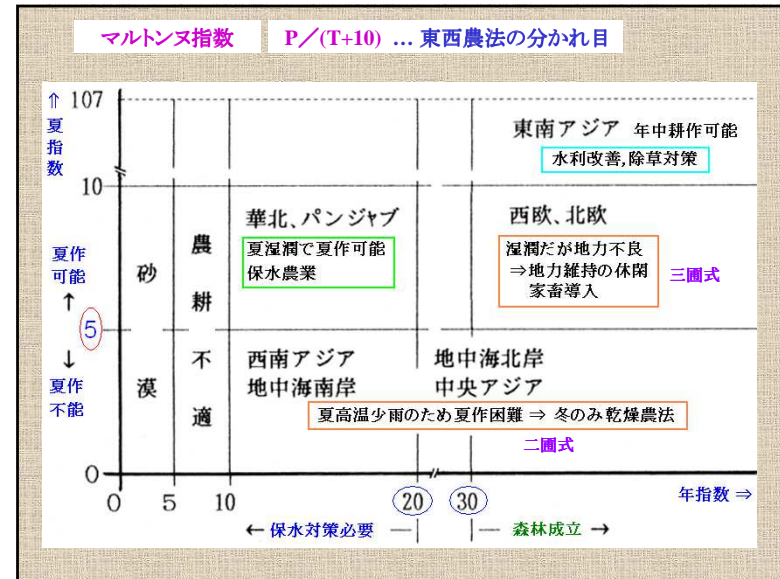 マルトンヌ指数
P／(T+10) … 東西農法の分かれ目
⇑ 107
夏
指
数
東南アジア 年中耕作可能
水利改善,除草対策
10
華北、パンジャブ
夏湿潤で夏作可能
保水農業
西欧、北欧
湿潤だが地力不良
⇒地力維持の休閑
家畜導入
三圃式
夏作
可能
↑
5
↓
夏作
不能
砂
漠
農
耕
不
適
西南アジア
地中海南岸
地中海北岸
中央アジア
夏高温少雨のため夏作困難 ⇒ 冬のみ乾燥農法
二圃式
0
0 5 10 20 30 年指数 ⇒
← 保水対策必要
森林成立 →